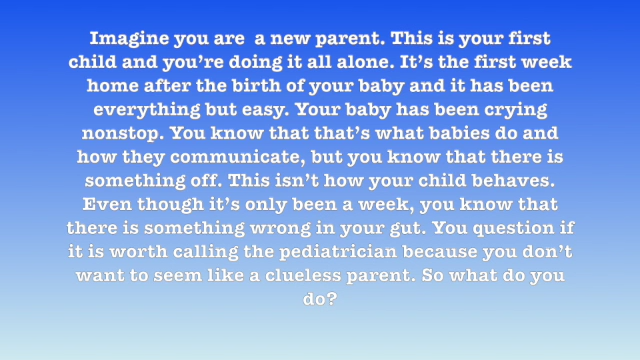 Imagine you are  a new parent. This is your first
child and you’re doing it all alone. It’s the first week
home after the birth of your baby and it has been
everything but easy. Your baby has been crying
nonstop. You know that that’s what babies do and
how they communicate, but you know that there is
something off. This isn’t how your child behaves.
Even though it’s only been a week, you know that
there is something wrong in your gut. You question if
it is worth calling the pediatrician because you don’t
want to seem like a clueless parent. So what do you
do?